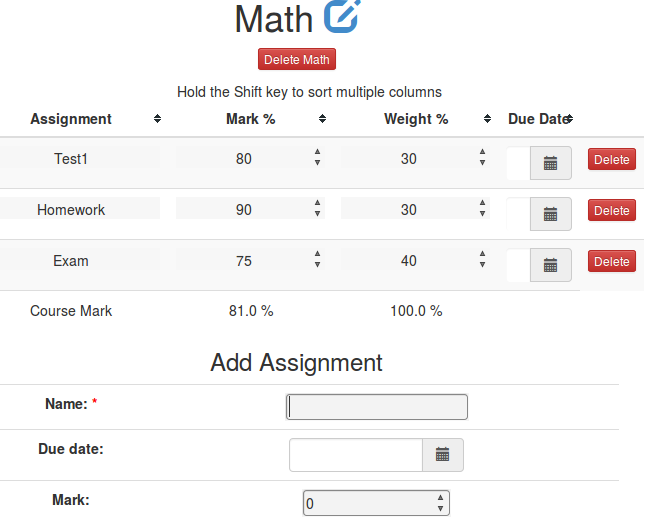 Math
Delete Math
Hold the Shift key to sort multiple columns
Assignment Mark % Weight % Due Date
Test1 80 30 Delete
Homework 90 30 Delete
Exam 75 40 Delete
Course Mark 81.0 % 100.0 %
Add Assignment
Name: *
Due date:
Mark: 0